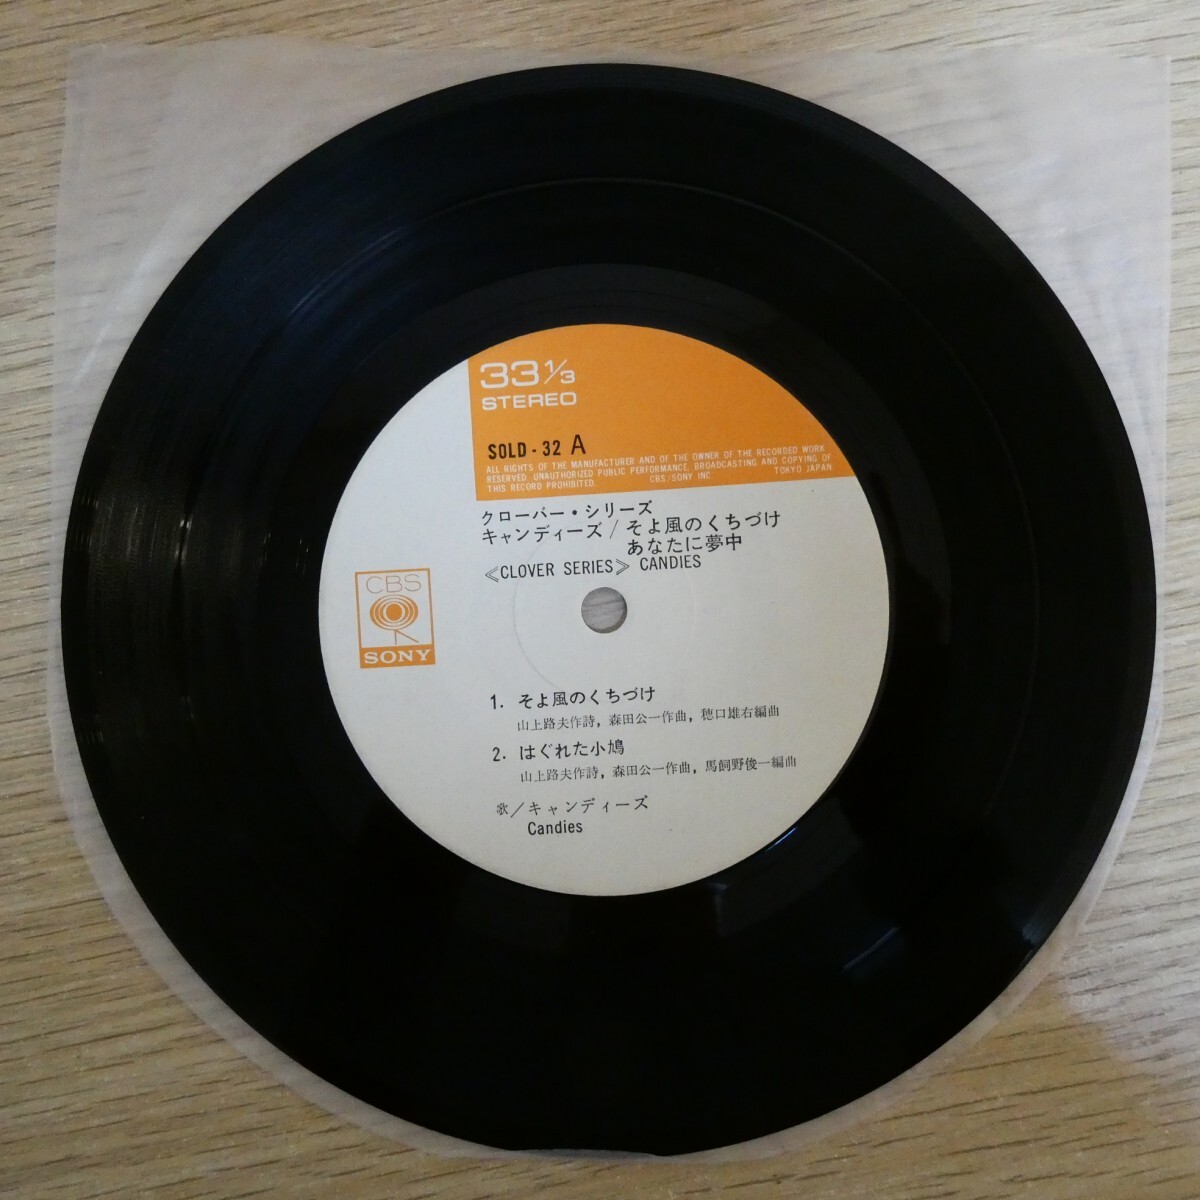 33 1/3
STEREO
SOLD - 32 A
ALL RIGHTS OF THE MANUFACTURER AND OF THE OWNER OF THE RECORDED WORK
RESERVED. UNAUTHORIZED PUBLIC PERFORMANCE, BROADCASTING AND COPYING OF
THIS RECORD PROHIBITED. CBS/SONY INC TOKYO JAPAN
クローバー・シリーズ
キャンディーズ/そよ風のくちづけ
あなたに夢中
≪CLOVER SERIES≫ CANDIES
CBS
SONY
1. そよ風のくちづけ
山上路夫作詩, 森田公一作曲, 穂口雄右編曲
2. はぐれた小鳩
山上路夫作詩, 森田公一作曲, 馬飼野俊一編曲
歌/キャンディーズ
Candies